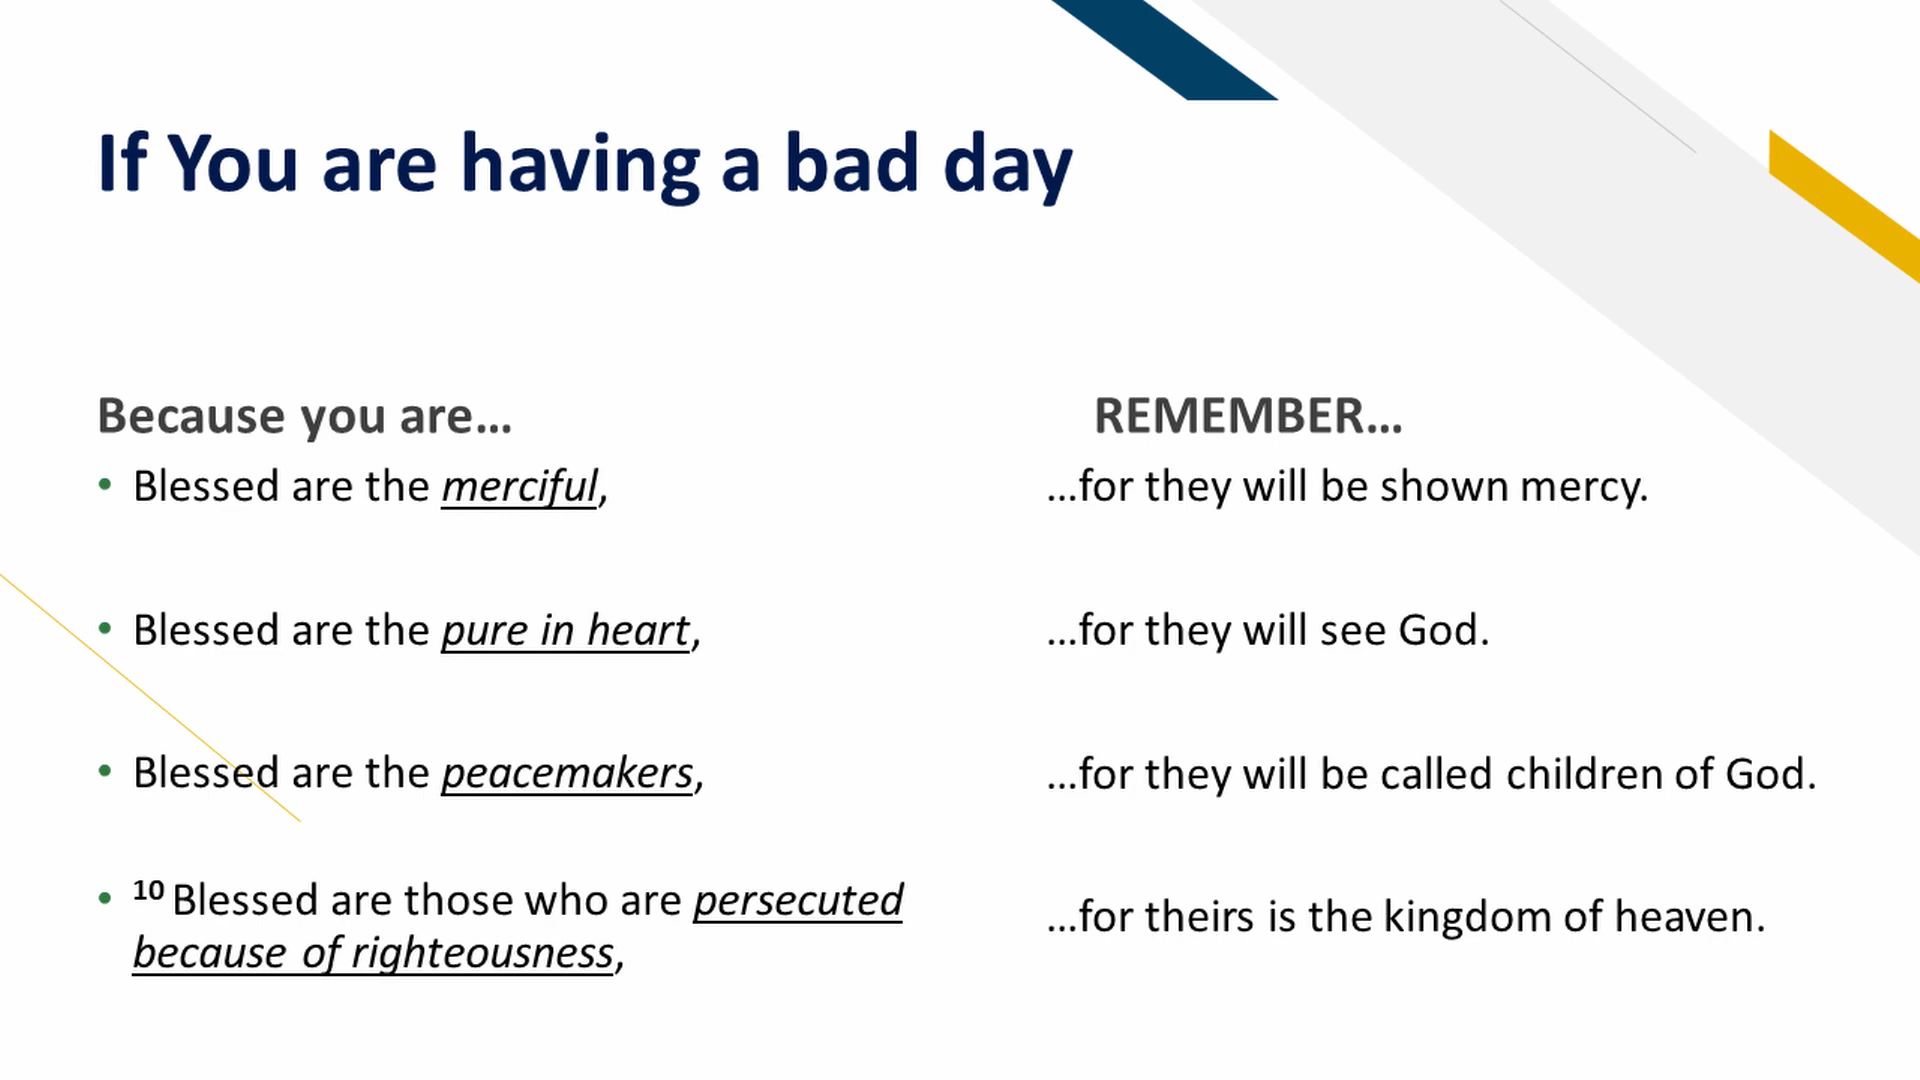 If You are having a bad day
Because you are...
• Blessed are the merciful,
• Blessed are the pure in heart,
• Blessed are the peacemakers,
• 10 Blessed are those who are persecuted
because of righteousness,
REMEMBER...
...for they will be shown mercy.
...for they will see God.
...for they will be called children of God.
...for theirs is the kingdom of heaven.